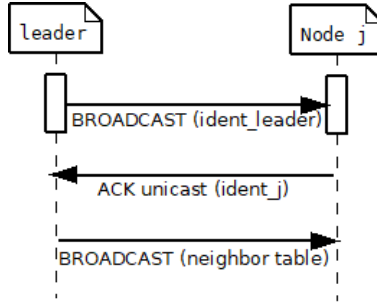 leader
Node j
BROADCAST (ident_leader)
ACK unicast (ident_j)
BROADCAST (neighbor table)